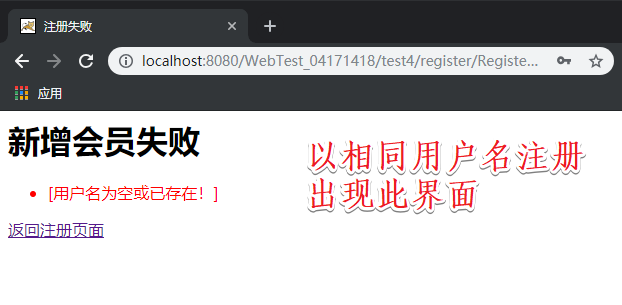 注册失败
localhost:8080/WebTest_04171418/test4/register/Registe...
应用
新增会员失败
以相同用户名注册
出现此界面
[用户名为空或已存在！]
返回注册页面